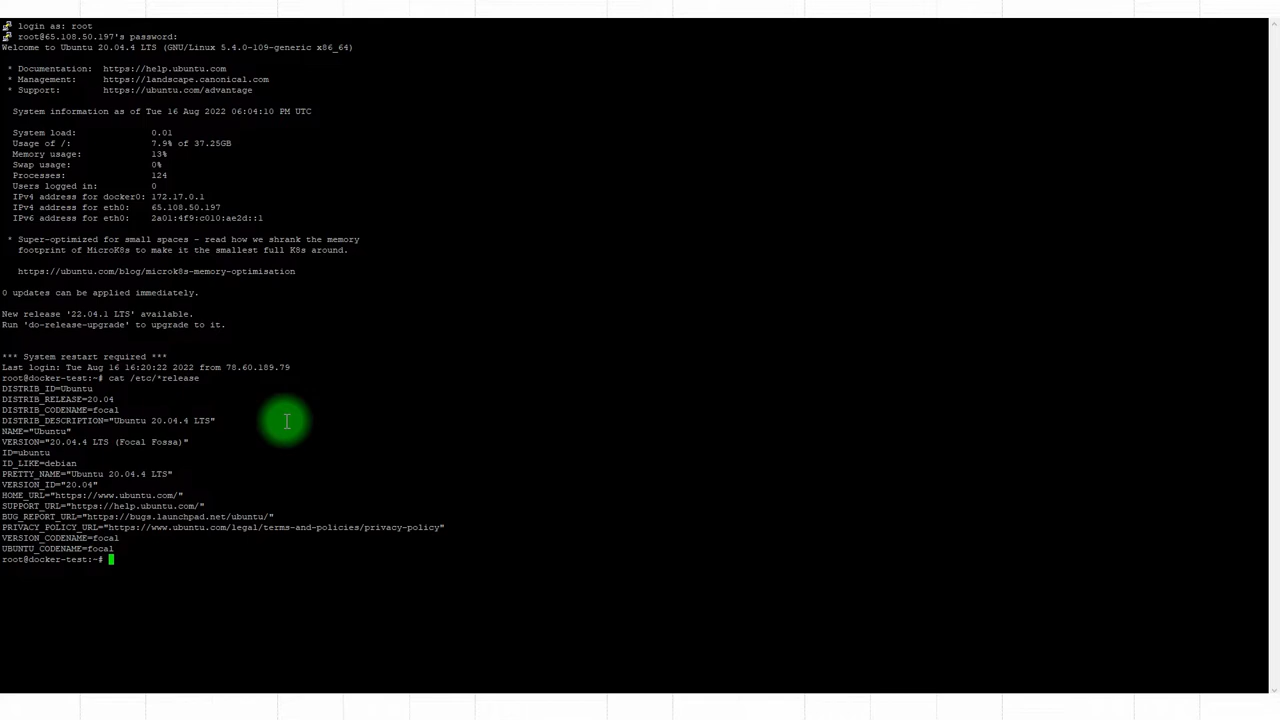 login as: root
root@65.108.50.197's password:
Welcome to Ubuntu 20.04.4 LTS (GNU/Linux 5.4.0-109-generic x86_64)
* Documentation: https://help.ubuntu.com
* Management: https://landscape.canonical.com
* Support: https://ubuntu.com/advantage
System information as of Tue 16 Aug 2022 06:04:10 PM UTC
System load: 0.01
Usage of /: 7.9% of 37.25GB
Memory usage: 13%
Swap usage: 0%
Processes: 124
Users logged in: 0
IPv4 address for docker0: 172.17.0.1
IPv4 address for eth0: 65.108.50.197
IPv6 address for eth0: 2a01:4f9:c010:ae2d::1
* Super-optimized for small spaces - read how we shrank the memory
footprint of MicroK8s to make it the smallest full K8s around.
https://ubuntu.com/blog/microk8s-memory-optimisation
0 updates can be applied immediately.
New release '22.04.1 LTS' available.
Run 'do-release-upgrade' to upgrade to it.
*** System restart required ***
Last login: Tue Aug 16 16:20:22 2022 from 78.60.189.79
root@docker-test:~# cat /etc/*release
DISTRIB_ID=Ubuntu
DISTRIB_RELEASE=20.04
DISTRIB_CODENAME=focal
DISTRIB_DESCRIPTION="Ubuntu 20.04.4 LTS"
NAME="Ubuntu"
VERSION="20.04.4 LTS (Focal Fossa)"
ID=ubuntu
ID_LIKE=debian
PRETTY_NAME="Ubuntu 20.04.4 LTS"
VERSION_ID="20.04"
HOME_URL="https://www.ubuntu.com/"
SUPPORT_URL="https://help.ubuntu.com/"
BUG_REPORT_URL="https://bugs.launchpad.net/ubuntu/"
PRIVACY_POLICY_URL="https://www.ubuntu.com/legal/terms-and-policies/privacy-policy"
VERSION_CODENAME=focal
UBUNTU_CODENAME=focal
root@docker-test:~#